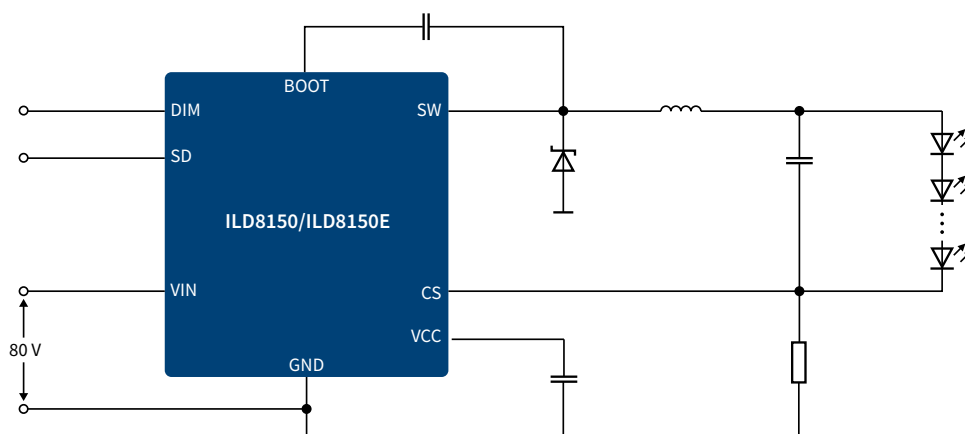 BOOT
DIM
SW
SD
ILD8150/ILD8150E
VIN
CS
VCC
80 V
GND